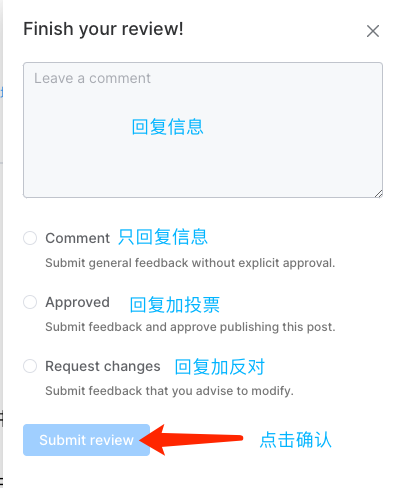 Finish your review!
Leave a comment
回复信息
Comment 只回复信息
Submit general feedback without explicit approval.
Approved 回复加投票
Submit feedback and approve publishing this post.
Request changes 回复加反对
Submit feedback that you advise to modify.
Submit review 点击确认